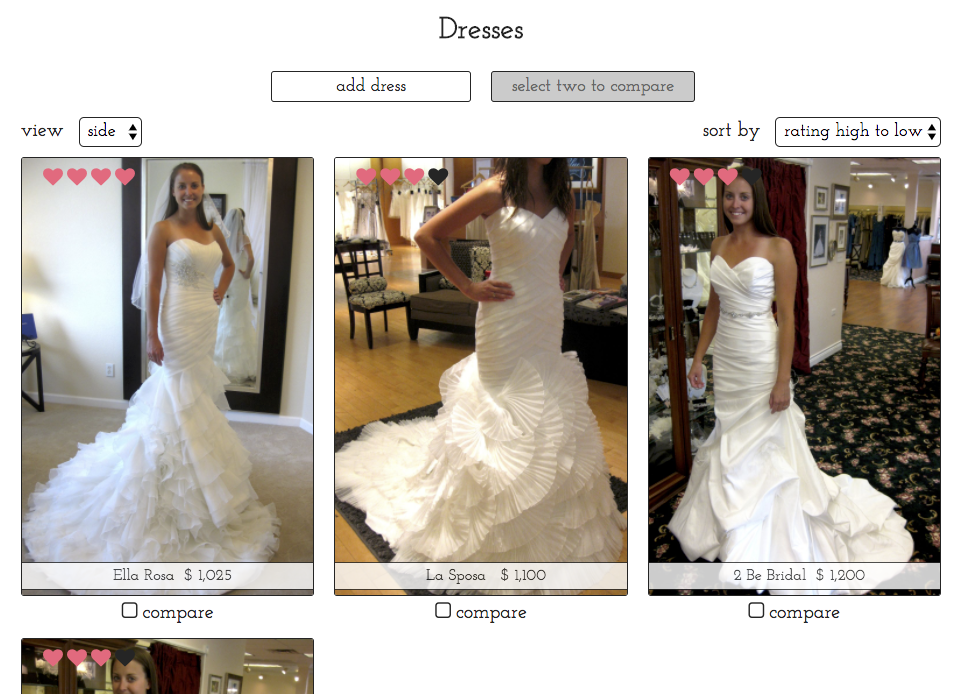 Dresses
add dress
select two to compare
view side
sort by rating high to low
Ella Rosa $ 1,025
La Sposa $ 1,100
2 Be Bridal $ 1,200
compare
compare
compare